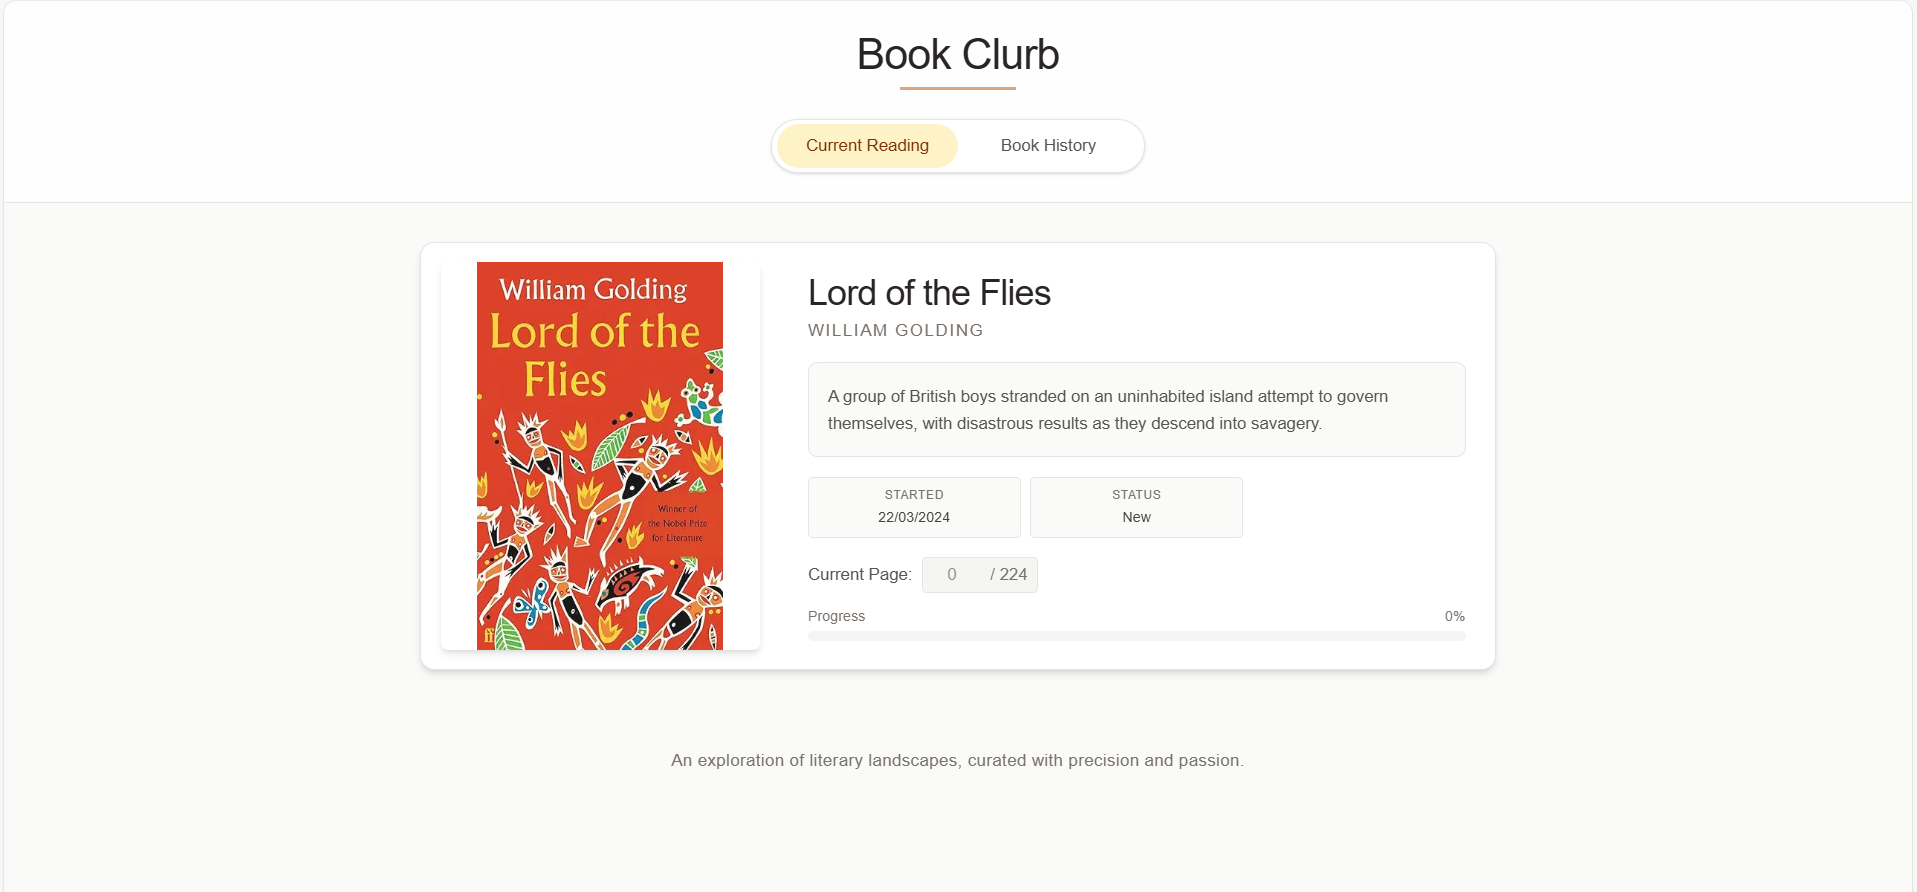 Book Clurb
Current Reading
Book History
William Golding
Lord of the
Flies
Winner of
the Nobel Prize
for Literature
ff
Lord of the Flies
WILLIAM GOLDING
A group of British boys stranded on an uninhabited island attempt to govern
themselves, with disastrous results as they descend into savagery.
STARTED
22/03/2024
STATUS
New
Current Page: 0 / 224
Progress 0%
An exploration of literary landscapes, curated with precision and passion.